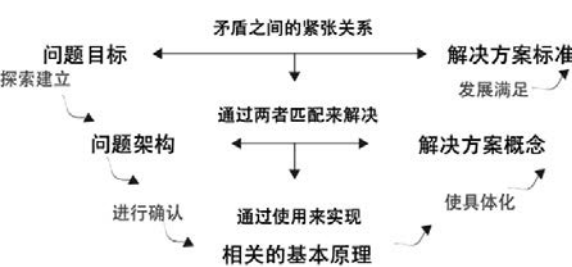 矛盾之间的紧张关系
问题目标
解决方案标准
探索建立
发展满足
通过两者匹配来解决
问题架构
解决方案概念
进行确认
使具体化
通过使用来实现
相关的基本原理